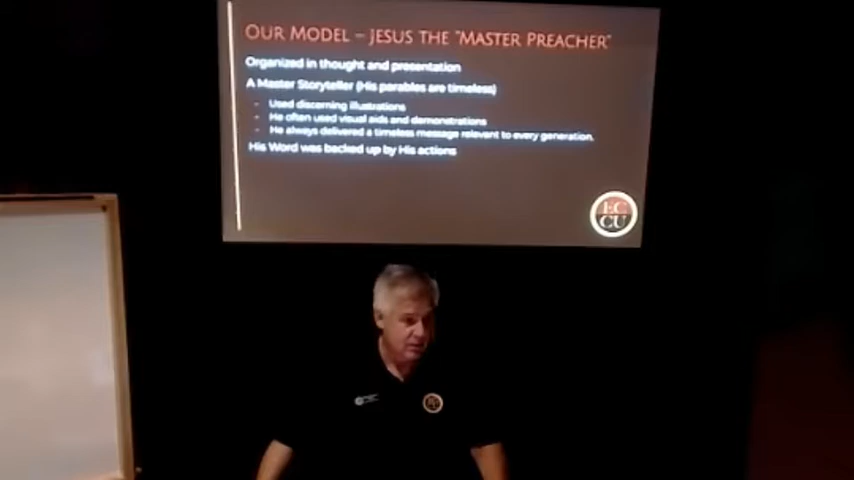 OUR MODEL – JESUS THE "MASTER PREACHER"
Organized in thought and presentation
A Master Storyteller (His parables are timeless)
- Used discerning illustrations
- He often used visual aids and demonstrations
- He always delivered a timeless message relevant to every generation.
His Word was backed up by His actions
EC
CU